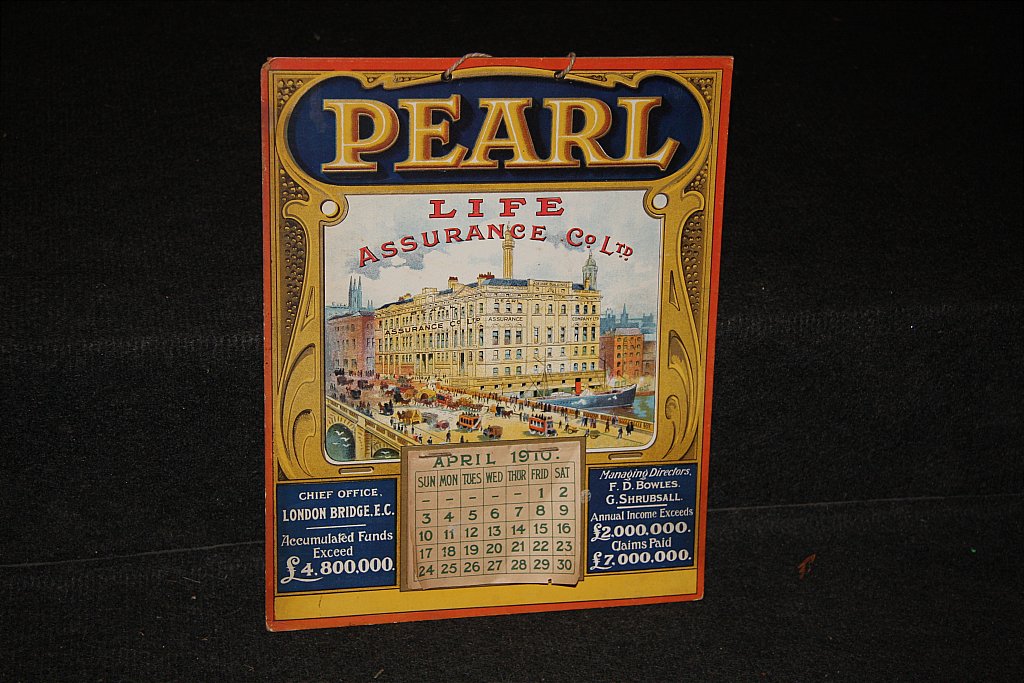 PEARL
LIFE
ASSURANCE Co LTD.
ASSURANCE Co LTD
ASSURANCE
COMPANY LTD
APRIL 1910.
SUN MON TUES WED THUR FRID SAT
- - - - - 1 2
3 4 5 6 7 8 9
10 11 12 13 14 15 16
17 18 19 20 21 22 23
24 25 26 27 28 29 30
CHIEF OFFICE,
LONDON BRIDGE, E.C.
Accumulated Funds
Exceed
£4,800,000.
Managing Directors,
F. D. BOWLES.
G. SHRUBSALL.
Annual Income Exceeds
£2,000,000.
Claims Paid
£7,000,000.